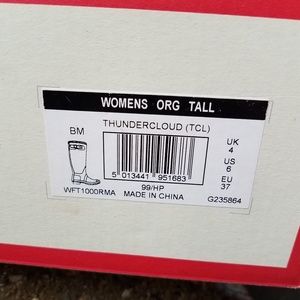 WOMENS ORG TALL
THUNDERCLOUD (TCL)
BM
UK
4
US
6
EU
37
5 013441 951683
WFT1000RMA
99/HP
MADE IN CHINA
G235864